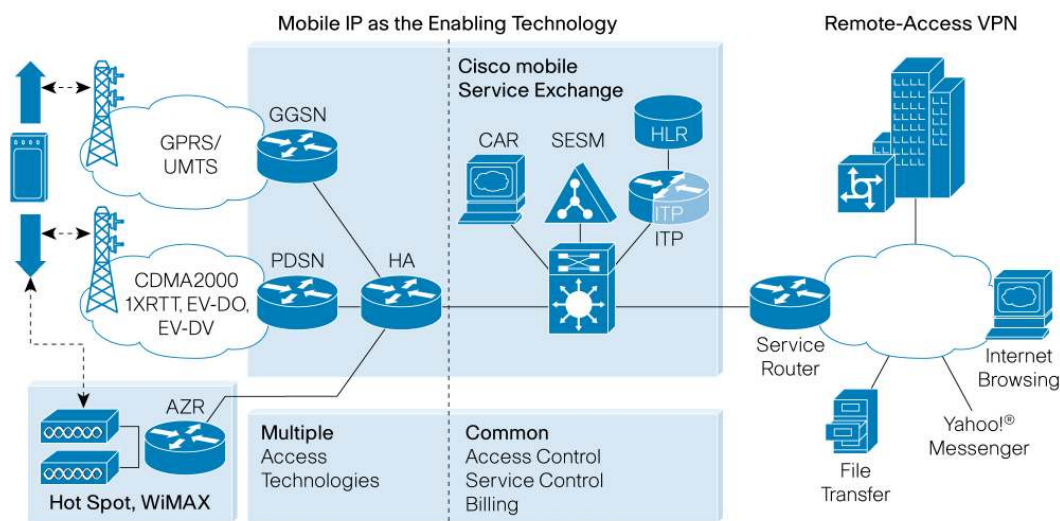 Mobile IP as the Enabling Technology
Remote-Access VPN
Cisco mobile
Service Exchange
GGSN
GPRS/
UMTS
CAR
SESM
HLR
ITP
ITP
PDSN
HA
CDMA2000
1XRTT, EV-DO,
EV-DV
Service
Router
Internet
Browsing
AZR
Hot Spot, WiMAX
Multiple
Access
Technologies
Common
Access Control
Service Control
Billing
File
Transfer
Yahoo!®
Messenger